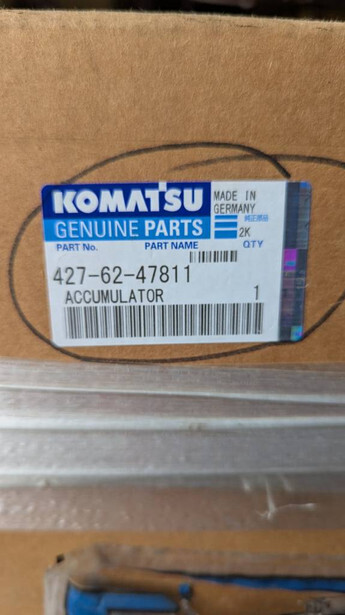 KOMATSU
MADE IN
GERMANY
GENUINE PARTS
2K
PART No.
PART NAME
QTY
427-62-47811
ACCUMULATOR
1